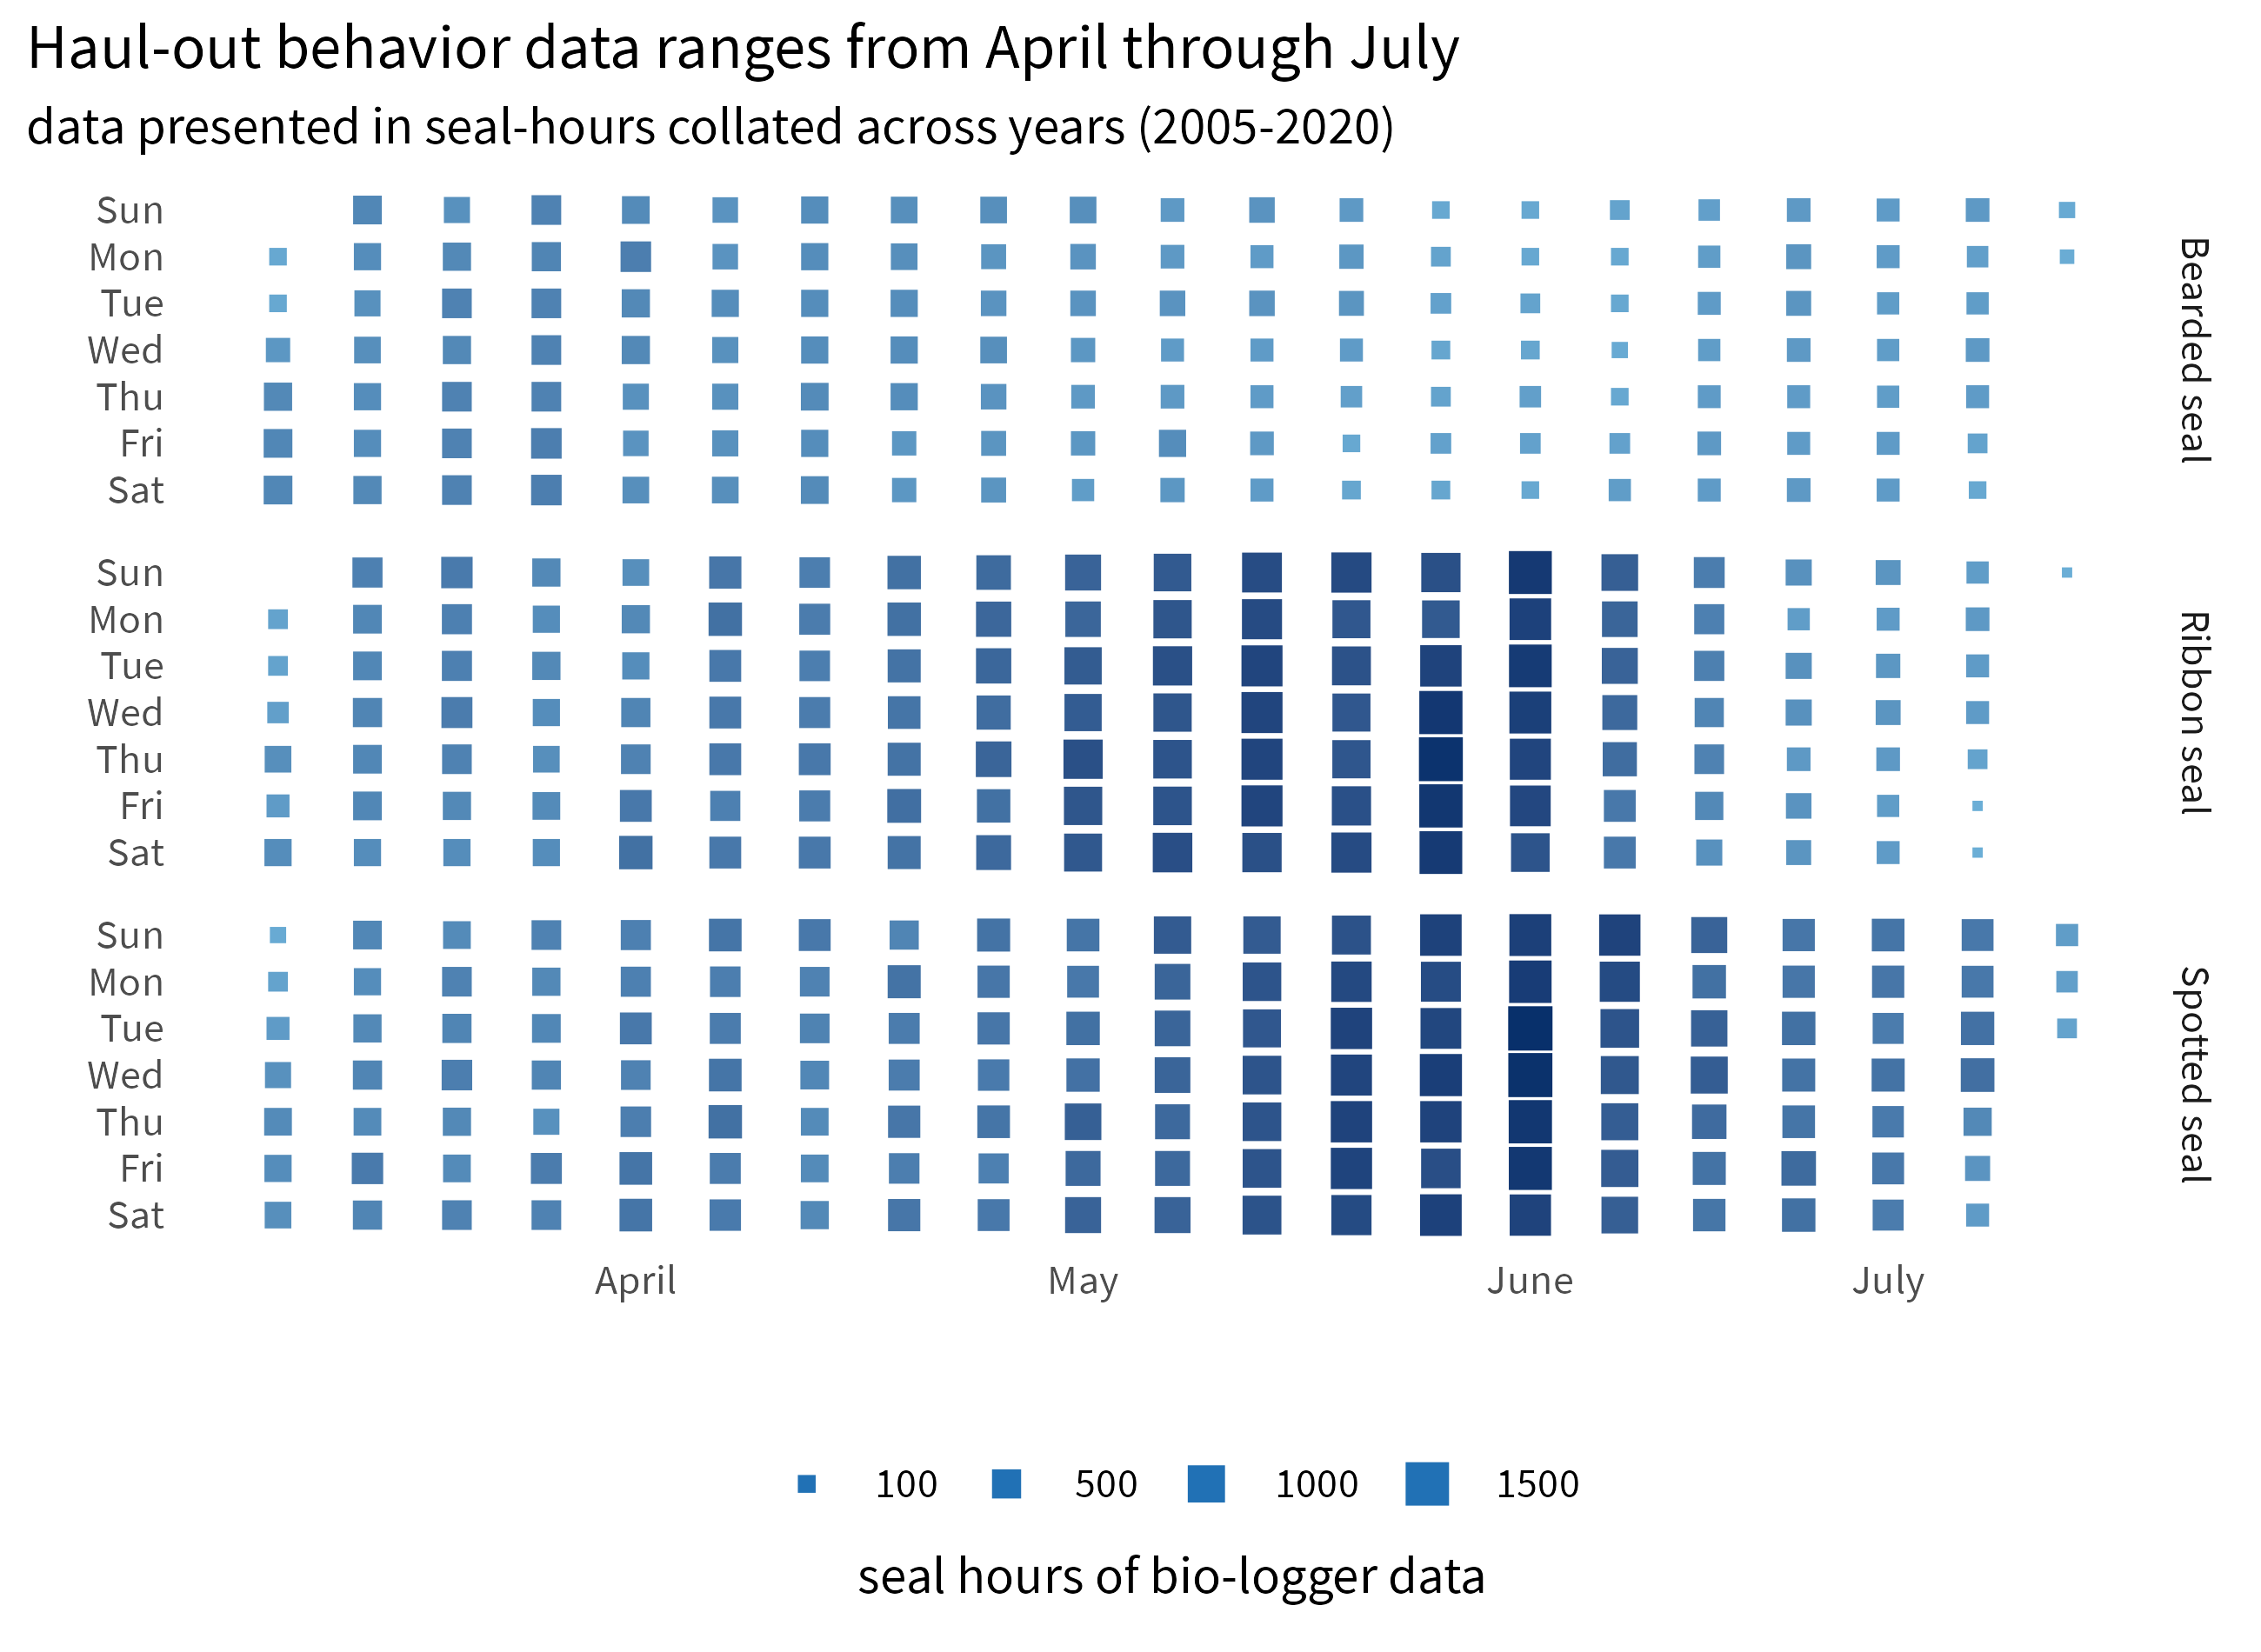 Haul-out behavior data ranges from April through July
data presented in seal-hours collated across years (2005-2020)
Sun
Mon
Tue
Wed
Thu
Fri
Sat
Bearded seal
Sun
Mon
Tue
Wed
Thu
Fri
Sat
Ribbon seal
Sun
Mon
Tue
Wed
Thu
Fri
Sat
Spotted seal
April May June July
100 500 1000 1500
seal hours of bio-logger data